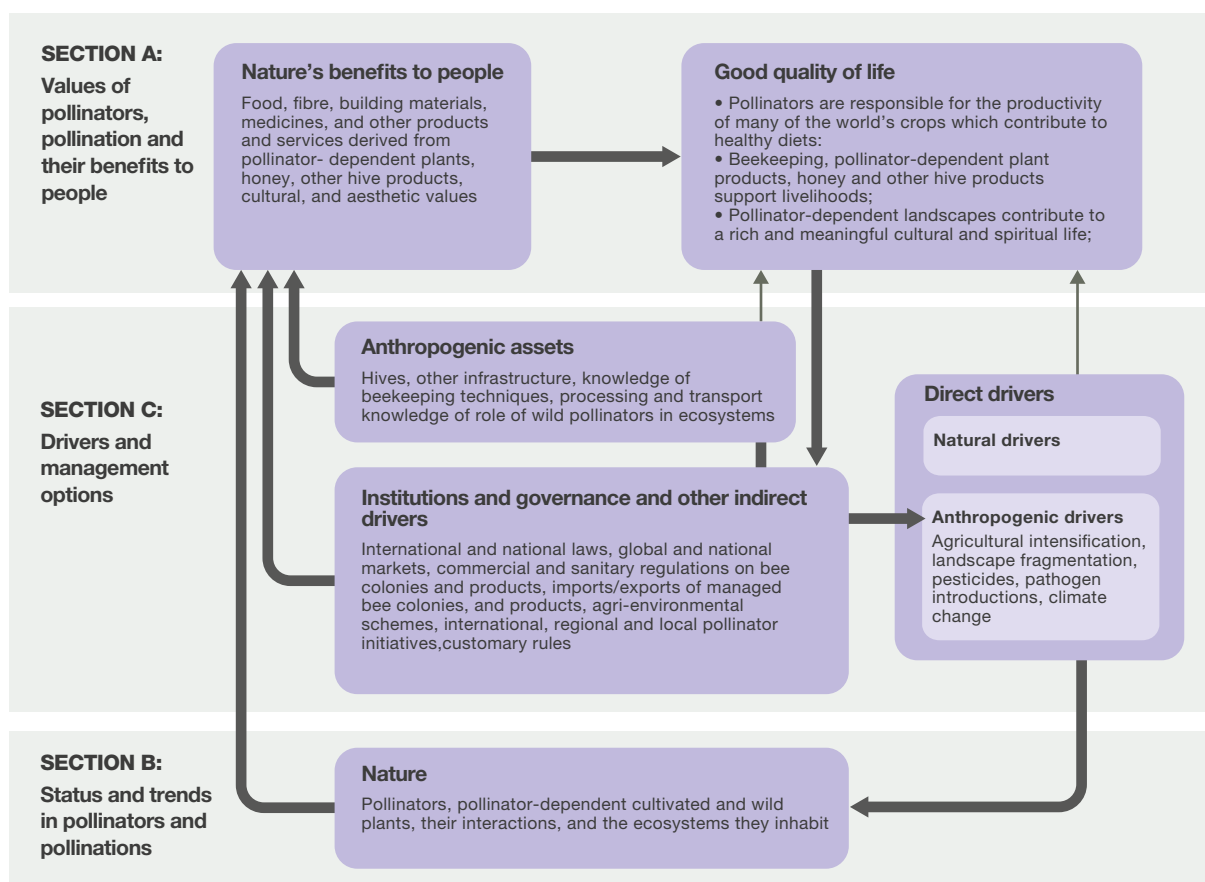 SECTION A:
Values of
pollinators,
pollination and
their benefits to
people
Nature’s benefits to people
Food, fibre, building materials,
medicines, and other products
and services derived from
pollinator- dependent plants,
honey, other hive products,
cultural, and aesthetic values
Good quality of life
• Pollinators are responsible for the productivity
of many of the world’s crops which contribute to
healthy diets:
• Beekeeping, pollinator-dependent plant
products, honey and other hive products
support livelihoods;
• Pollinator-dependent landscapes contribute to
a rich and meaningful cultural and spiritual life;
SECTION C:
Drivers and
management
options
Anthropogenic assets
Hives, other infrastructure, knowledge of
beekeeping techniques, processing and transport
knowledge of role of wild pollinators in ecosystems
Institutions and governance and other indirect
drivers
International and national laws, global and national
markets, commercial and sanitary regulations on bee
colonies and products, imports/exports of managed
bee colonies, and products, agri-environmental
schemes, international, regional and local pollinator
initiatives,customary rules
Direct drivers
Natural drivers
Anthropogenic drivers
Agricultural intensification,
landscape fragmentation,
pesticides, pathogen
introductions, climate
change
SECTION B:
Status and trends
in pollinators and
pollinations
Nature
Pollinators, pollinator-dependent cultivated and wild
plants, their interactions, and the ecosystems they inhabit